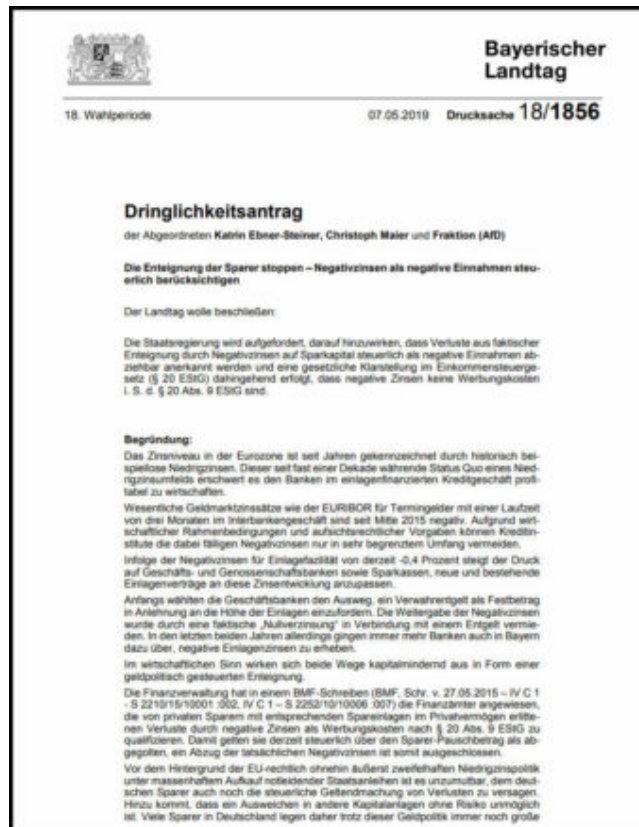 Bayerischer
Landtag
18. Wahlperiode
07.05.2019 Drucksache 18/1856
Dringlichkeitsantrag
der Abgeordneten Katrin Ebner-Steiner, Christoph Maier und Fraktion (AfD)
Die Enteignung der Sparer stoppen – Negativzinsen als negative Einnahmen steu-
erlich berücksichtigen
Der Landtag wolle beschließen:
Die Staatsregierung wird aufgefordert, darauf hinzuwirken, dass Verluste aus faktischer
Enteignung durch Negativzinsen auf Sparkapital steuerlich als negative Einnahmen ab-
ziehbar anerkannt werden und eine gesetzliche Klarstellung im Einkommensteuerge-
setz (§ 20 EStG) dahingehend erfolgt, dass negative Zinsen keine Werbungskosten
i. S. d. § 20 Abs. 9 EStG sind.
Begründung:
Das Zinsniveau in der Eurozone ist seit Jahren gekennzeichnet durch historisch bei-
spiellose Niedrigzinsen. Dieser seit fast einer Dekade währende Status Quo eines Nied-
rigzinsumfelds erschwert es den Banken im einlagenfinanzierten Kreditgeschäft profi-
tabel zu wirtschaften.
Wesentliche Geldmarktzinssätze wie der EURIBOR für Termingelder mit einer Laufzeit
von drei Monaten im Interbankengeschäft sind seit Mitte 2015 negativ. Aufgrund wirt-
schaftlicher Rahmenbedingungen und aufsichtsrechtlicher Vorgaben können Kreditin-
stitute die dabei fälligen Negativzinsen nur in sehr begrenztem Umfang vermeiden.
Infolge der Negativzinsen für Einlagefazilität von derzeit -0,4 Prozent steigt der Druck
auf Geschäfts- und Genossenschaftsbanken sowie Sparkassen, neue und bestehende
Einlagenverträge an diese Zinsentwicklung anzupassen.
Anfangs wählten die Geschäftsbanken den Ausweg, ein Verwahrentgelt als Festbetrag
in Anlehnung an die Höhe der Einlagen einzufordern. Die Weitergabe der Negativzinsen
wurde durch eine faktische „Nullverzinsung“ in Verbindung mit einem Entgelt vermie-
den. In den letzten beiden Jahren allerdings gingen immer mehr Banken auch in Bayern
dazu über, negative Einlagenzinsen zu erheben.
Im wirtschaftlichen Sinn wirken sich beide Wege kapitalmindernd aus in Form einer
geldpolitisch gesteuerten Enteignung.
Die Finanzverwaltung hat in einem BMF-Schreiben (BMF, Schr. v. 27.05.2015 – IV C 1
- S 2210/15/10001 :002, IV C 1 – S 2252/10/10006 :007) die Finanzämter angewiesen,
die von privaten Sparern mit entsprechenden Spareinlagen im Privatvermögen erlitte-
nen Verluste durch negative Zinsen als Werbungskosten nach § 20 Abs. 9 EStG zu
qualifizieren. Damit gelten sie derzeit steuerlich über den Sparer-Pauschbetrag als ab-
gegolten, ein Abzug der tatsächlichen Negativzinsen ist somit ausgeschlossen.
Vor dem Hintergrund der EU-rechtlich ohnehin äußerst zweifelhaften Niedrigzinspolitik
unter massenhaftem Aufkauf notleidender Staatsanleihen ist es unzumutbar, dem deut-
schen Sparer auch noch die steuerliche Geltendmachung von Verlusten zu versagen.
Hinzu kommt, dass ein Ausweichen in andere Kapitalanlagen ohne Risiko unmöglich
ist. Viele Sparer in Deutschland legen daher trotz dieser Geldpolitik immer noch große